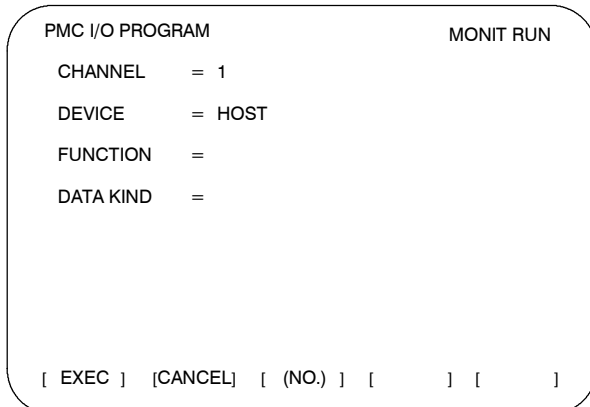 PMC I/O PROGRAM MONIT RUN
CHANNEL = 1
DEVICE = HOST
FUNCTION =
DATA KIND =
[ EXEC ] [CANCEL] [ (NO.) ] [ ] [ ]